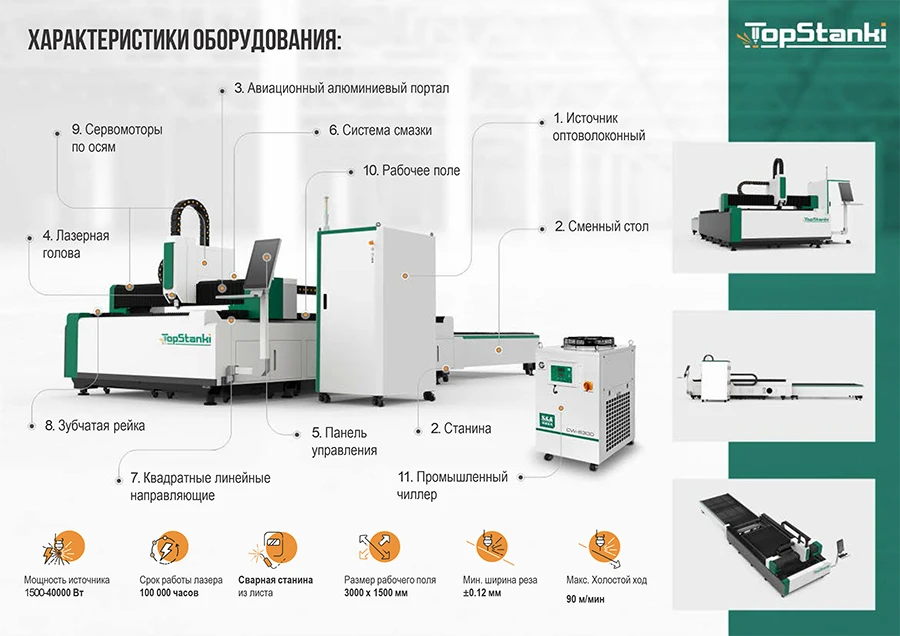 ХАРАКТЕРИСТИКИ ОБОРУДОВАНИЯ:
TopStanki
3. Авиационный алюминиевый портал
1. Источник
оптоволоконный
9. Сервомоторы
по осям
6. Система смазки
10. Рабочее поле
4. Лазерная
голова
2. Сменный стол
TopStanki
TopStanki
S&A
CW-6300
8. Зубчатая рейка
5. Панель
управления
2. Станина
7. Квадратные линейные
направляющие
11. Промышленный
чиллер
Мощность источника
1500-40000 Вт
Срок работы лазера
100 000 часов
Сварная станина
из листа
Размер рабочего поля
3000 х 1500 мм
Мин. ширина реза
±0.12 мм
Макс. Холостой ход
90 м/мин